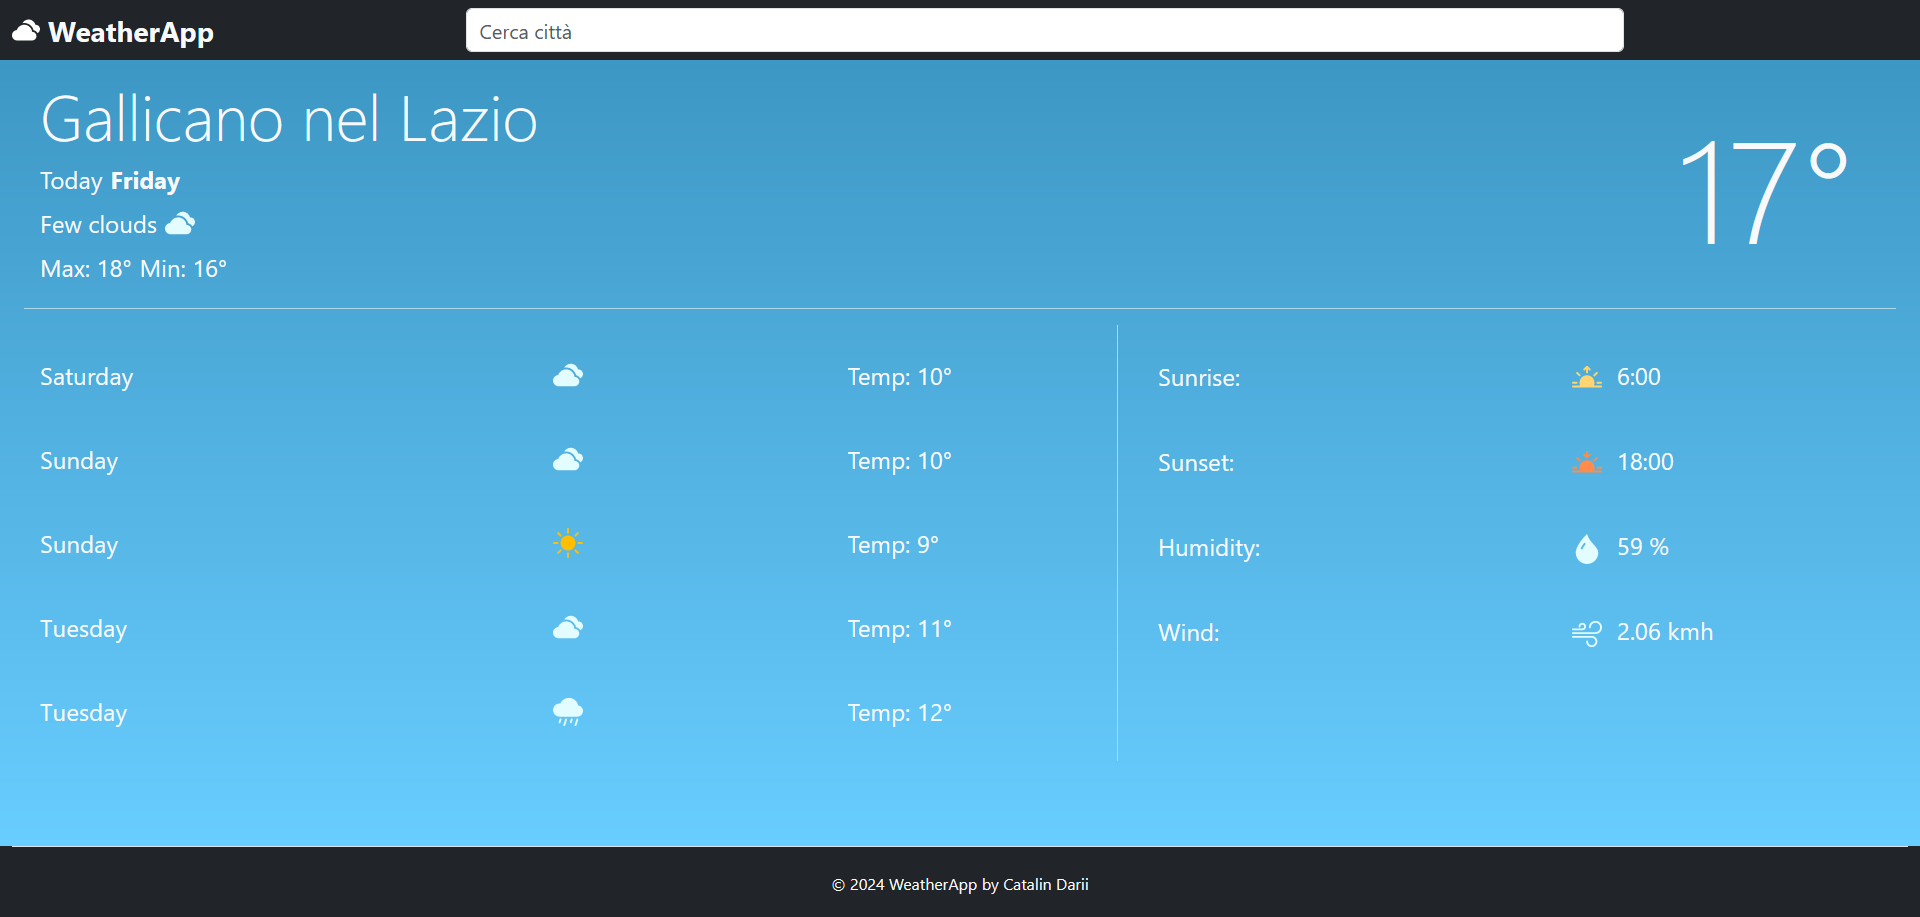 WeatherApp
Cerca città
Gallicano nel Lazio
Today Friday
Few clouds
Max: 18° Min: 16°
17°
Saturday Temp: 10°
Sunday Temp: 10°
Sunday Temp: 9°
Tuesday Temp: 11°
Tuesday Temp: 12°
Sunrise: 6:00
Sunset: 18:00
Humidity: 59 %
Wind: 2.06 kmh
© 2024 WeatherApp by Catalin Darii